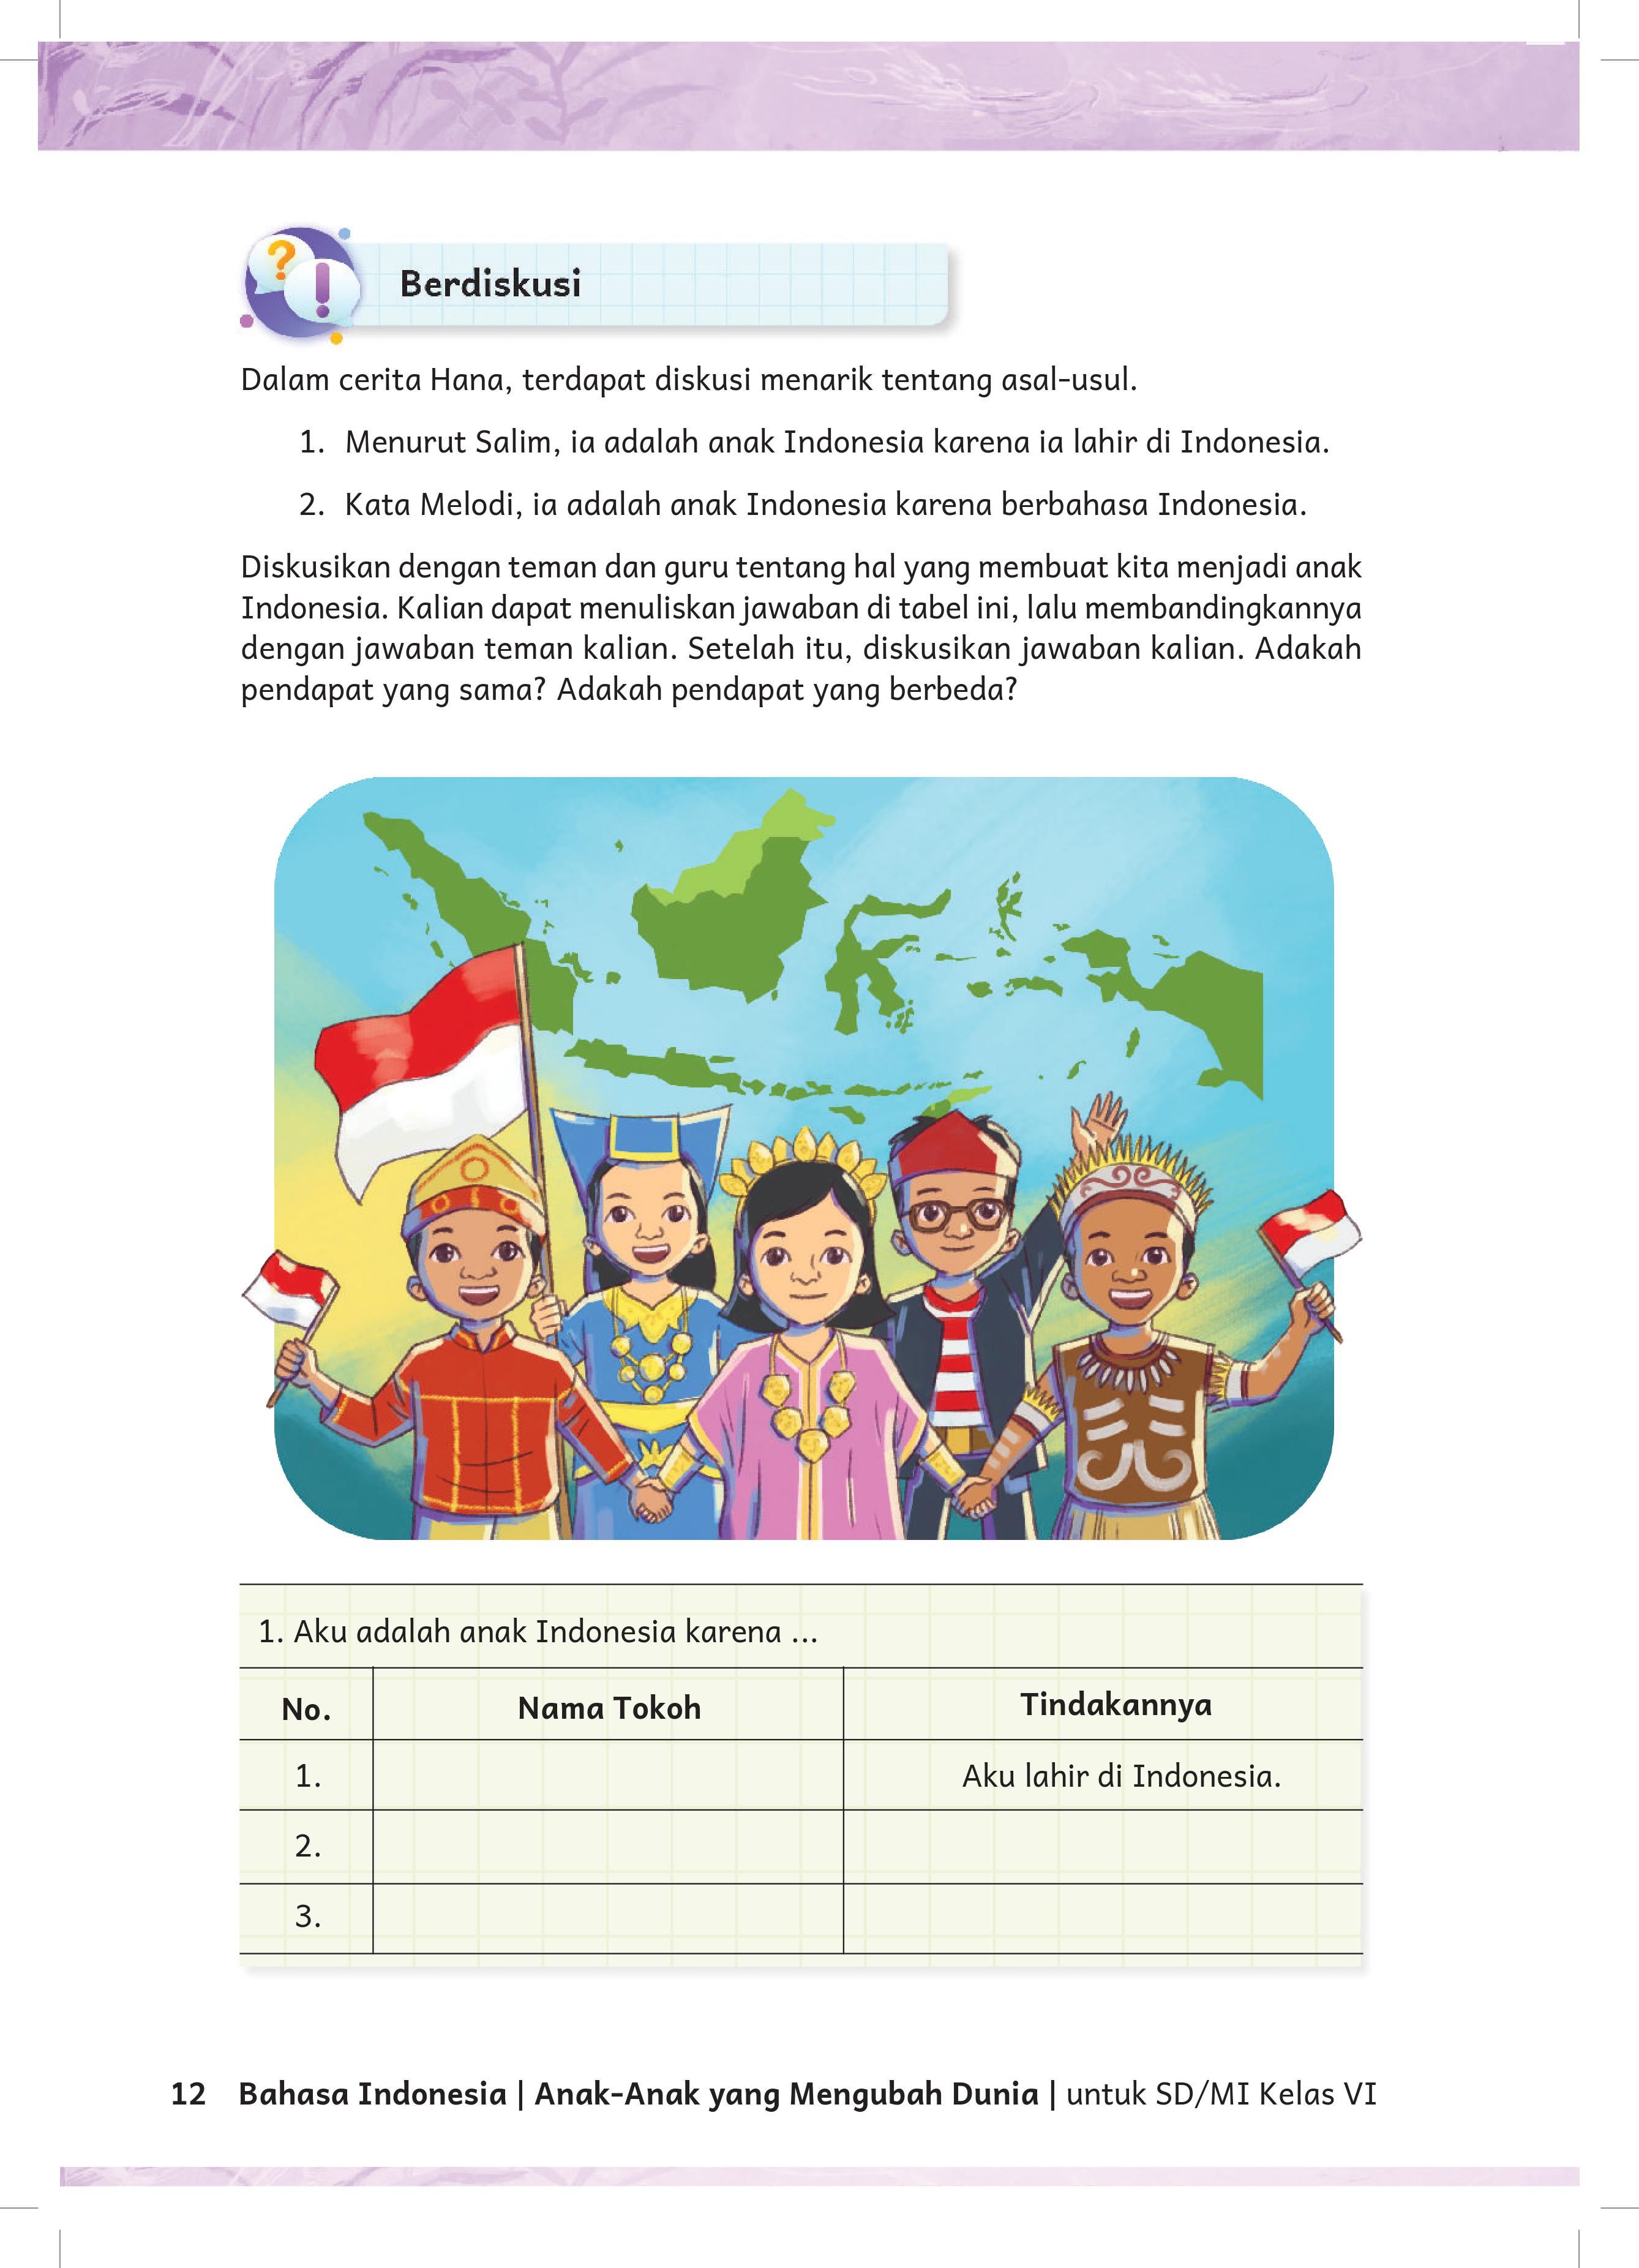 Berdiskusi
Dalam cerita Hana, terdapat diskusi menarik tentang asal-usul.
1. Menurut Salim, ia adalah anak Indonesia karena ia lahir di Indonesia.
2. Kata Melodi, ia adalah anak Indonesia karena berbahasa Indonesia.
Diskusikan dengan teman dan guru tentang hal yang membuat kita menjadi anak
Indonesia. Kalian dapat menuliskan jawaban di tabel ini, lalu membandingkannya
dengan jawaban teman kalian. Setelah itu, diskusikan jawaban kalian. Adakah
pendapat yang sama? Adakah pendapat yang berbeda?
1. Aku adalah anak Indonesia karena ...
No. Nama Tokoh Tindakannya
1. Aku lahir di Indonesia.
2.
3.
12 Bahasa Indonesia | Anak-Anak yang Mengubah Dunia | untuk SD/MI Kelas VI